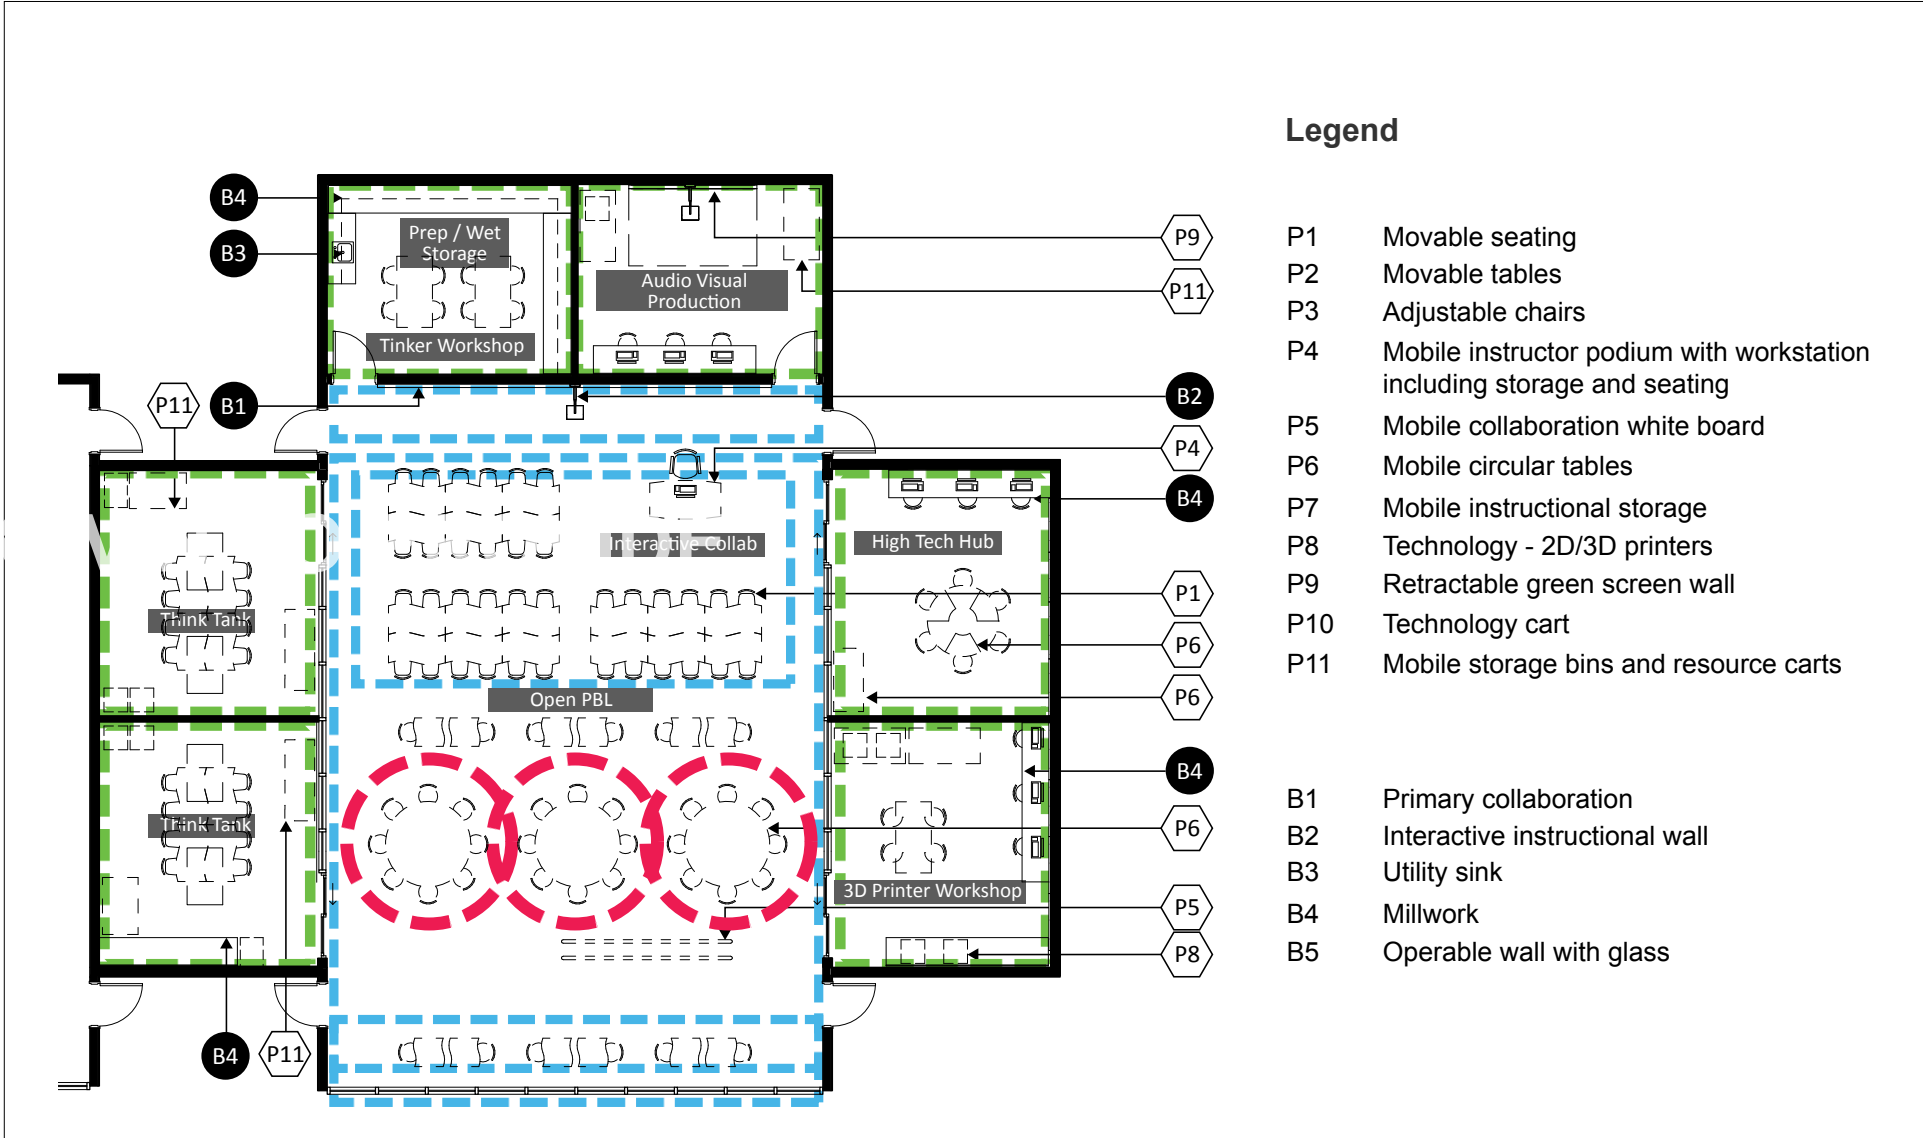 Legend
P1 Movable seating
P2 Movable tables
P3 Adjustable chairs
P4 Mobile instructor podium with workstation
including storage and seating
P5 Mobile collaboration white board
P6 Mobile circular tables
P7 Mobile instructional storage
P8 Technology - 2D/3D printers
P9 Retractable green screen wall
P10 Technology cart
P11 Mobile storage bins and resource carts
B1 Primary collaboration
B2 Interactive instructional wall
B3 Utility sink
B4 Millwork
B5 Operable wall with glass
B4
B3
Prep / Wet
Storage
Tinker Workshop
Audio Visual
Production
P9
P11
P11
B1
B2
P4
B4
Interactive Collab
High Tech Hub
P1
Think Tank
P6
P6
Open PBL
B4
Think Tank
P6
3D Printer Workshop
P5
P8
B4
P11